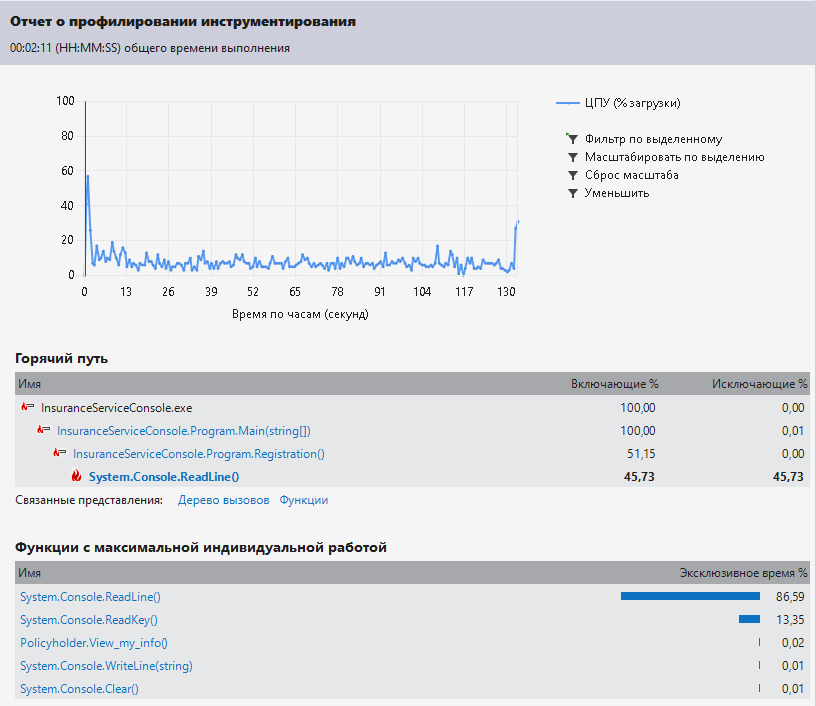 Отчет о профилировании инструментирования
00:02:11 (HH:MM:SS) общего времени выполнения
100
80
60
40
20
0
0 13 26 39 52 65 78 91 104 117 130
Время по часам (секунд)
ЦПУ (% загрузки)
Фильтр по выделенному
Масштабировать по выделению
Сброс масштаба
Уменьшить
Горячий путь
Имя Включающие % Исключающие %
InsuranceServiceConsole.exe 100,00 0,00
InsuranceServiceConsole.Program.Main(string[]) 100,00 0,01
InsuranceServiceConsole.Program.Registration() 51,15 0,00
System.Console.ReadLine() 45,73 45,73
Связанные представления: Дерево вызовов Функции
Функции с максимальной индивидуальной работой
Имя Эксклюзивное время %
System.Console.ReadLine() 86,59
System.Console.ReadKey() 13,35
Policyholder.View_my_info() 0,02
System.Console.WriteLine(string) 0,01
System.Console.Clear() 0,01